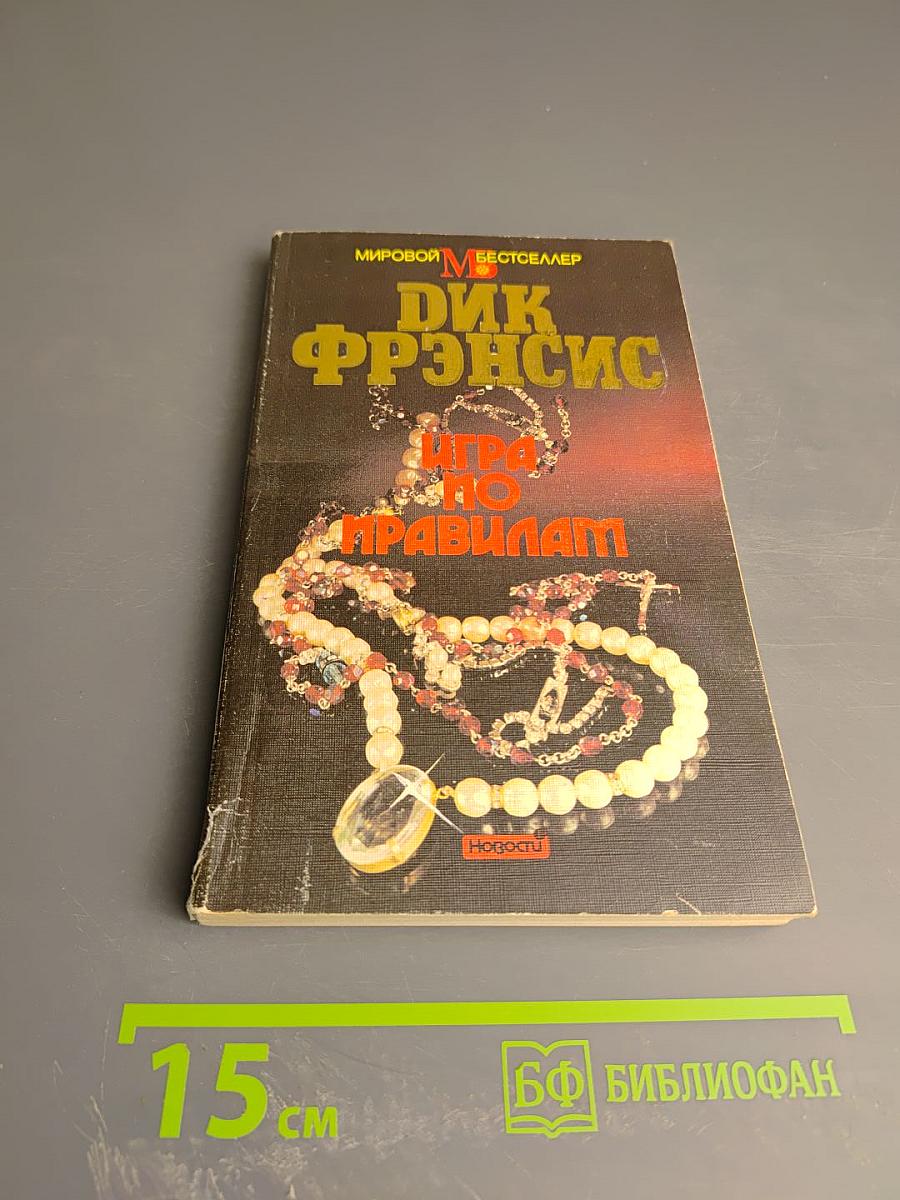 МИРОВОЙ МБ БЕСТСЕЛЛЕР
ДИК
ФРЭНСИС
ИГРА
ПО
ПРАВИЛАМ
Новости
15 см
БФ БИБЛИОФАН